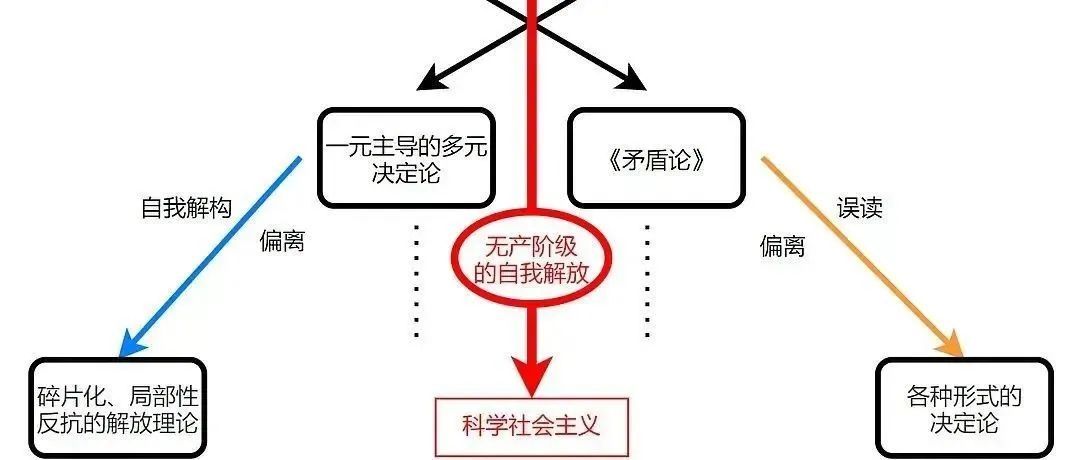 一元主导的多元
决定论
《矛盾论》
自我解构
偏离
误读
偏离
无产阶级
的自我解放
碎片化、局部性
反抗的解放理论
科学社会主义
各种形式的
决定论